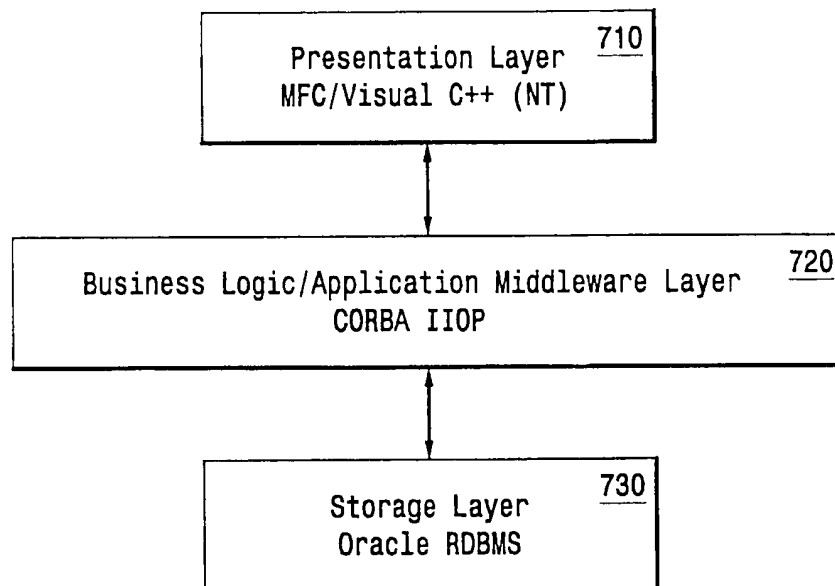 710
Presentation Layer
MFC/Visual C++ (NT)
720
Business Logic/Application Middleware Layer
CORBA IIOP
730
Storage Layer
Oracle RDBMS